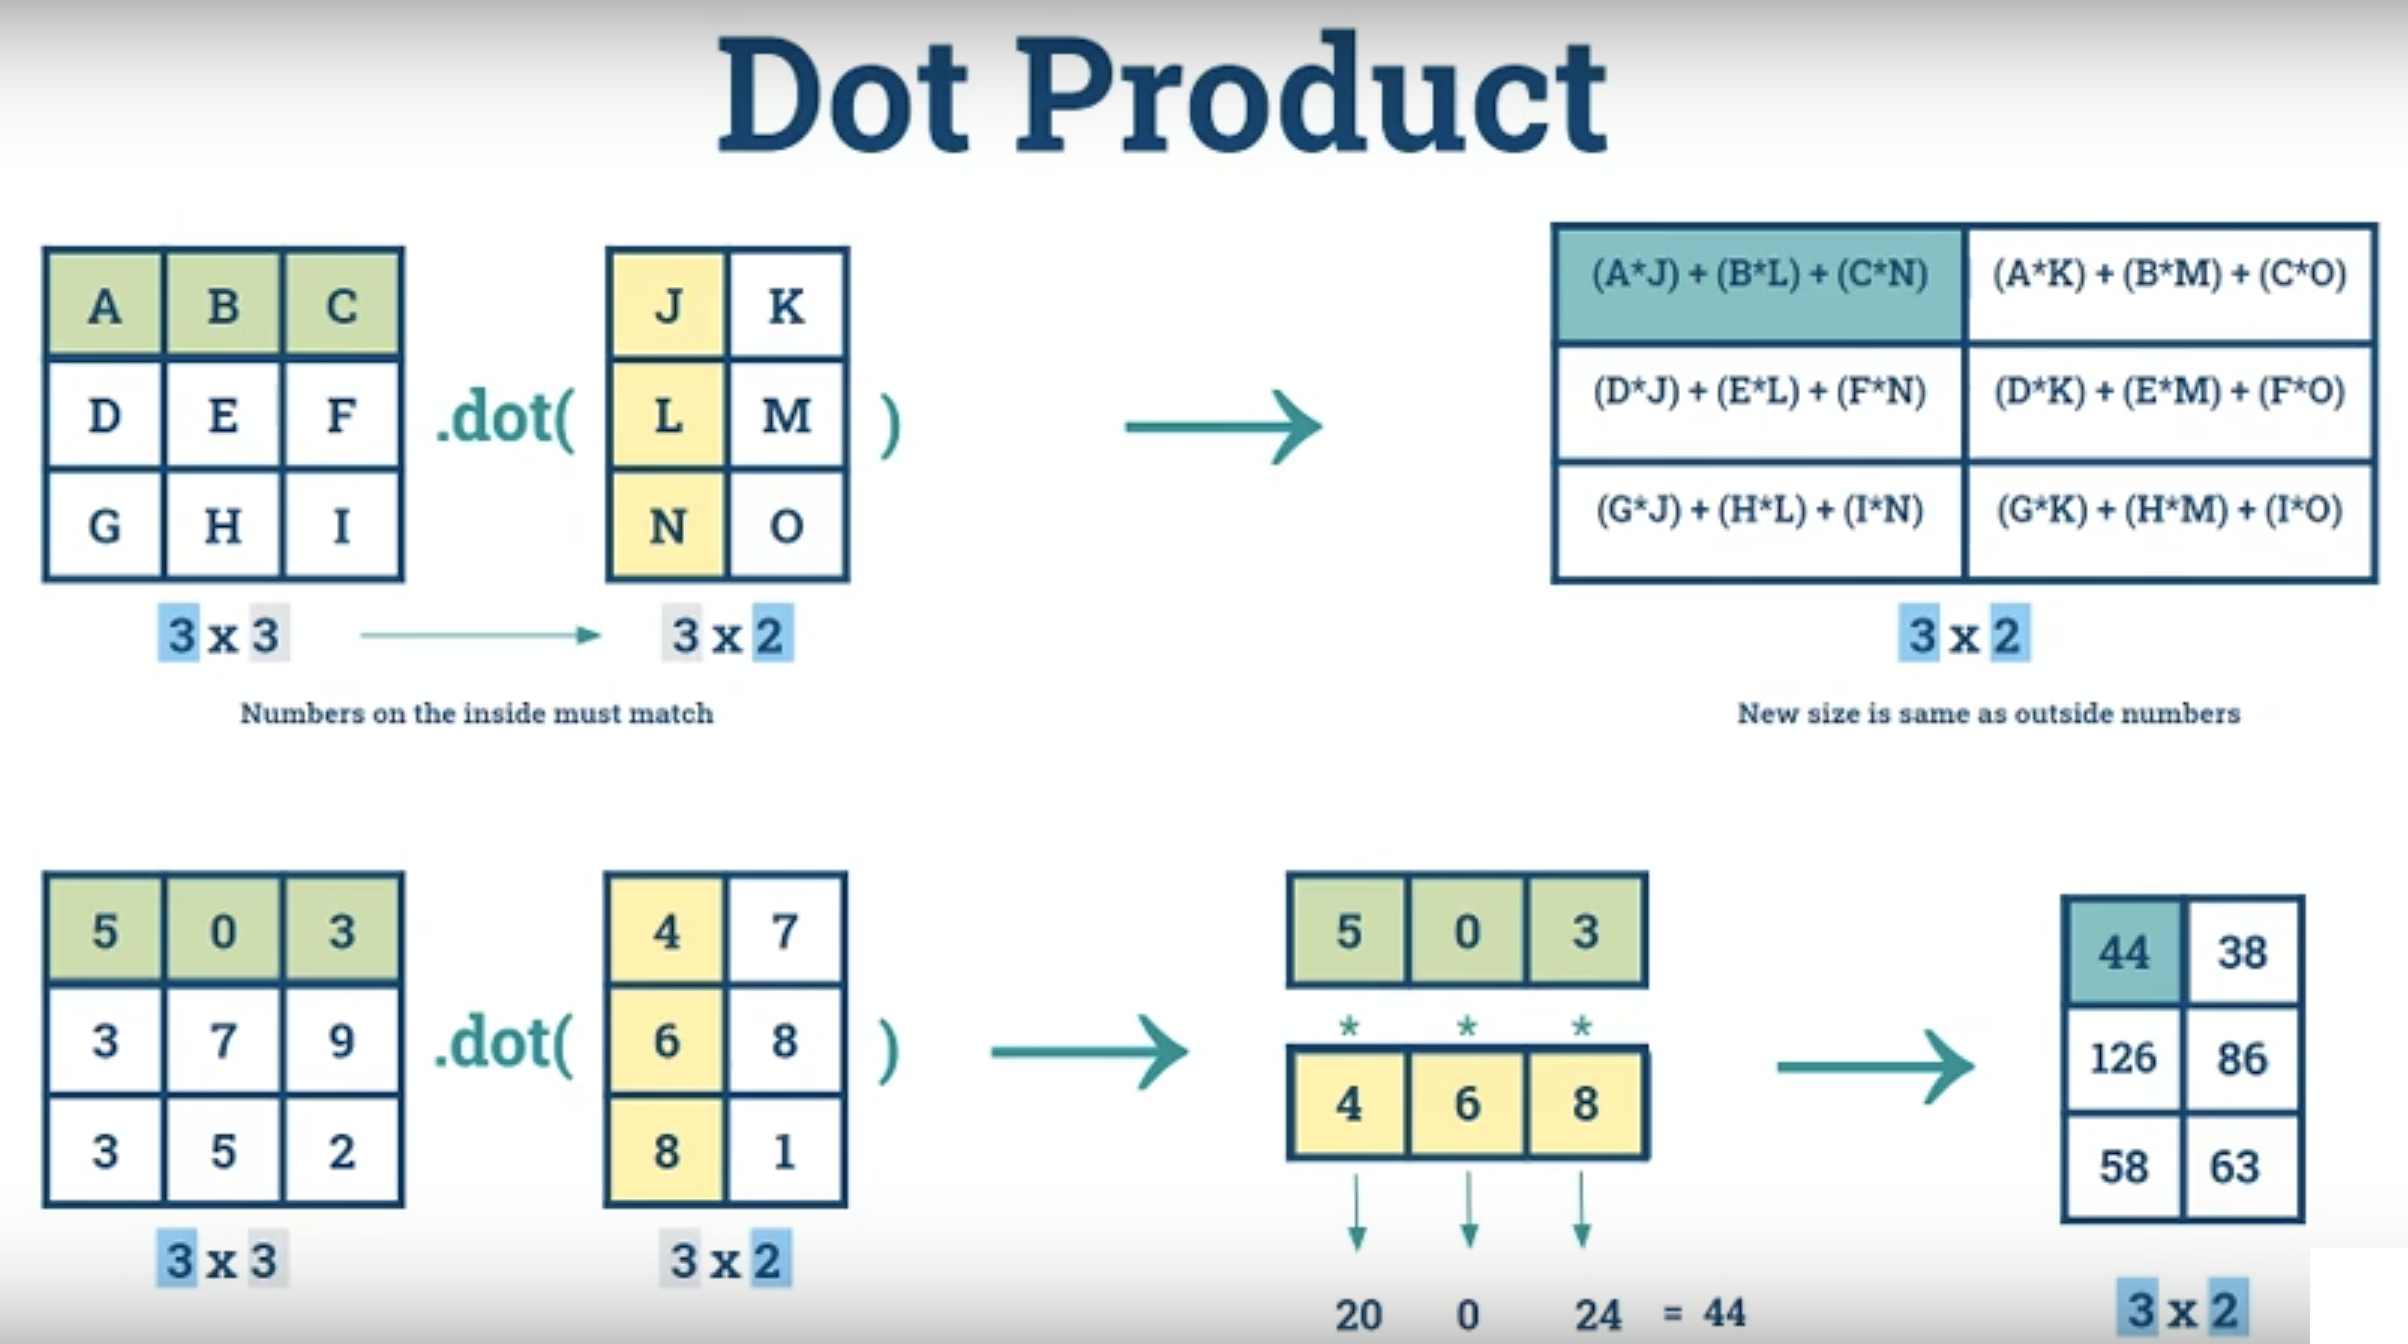 Dot Product
A B C
D E F
G H I
.dot(
J K
L M
N O
)
(A*J) + (B*L) + (C*N) (A*K) + (B*M) + (C*O)
(D*J) + (E*L) + (F*N) (D*K) + (E*M) + (F*O)
(G*J) + (H*L) + (I*N) (G*K) + (H*M) + (I*O)
3 x 3
3 x 2
3 x 2
Numbers on the inside must match
New size is same as outside numbers
5 0 3
3 7 9
3 5 2
.dot(
4 7
6 8
8 1
)
5 0 3
* * *
4 6 8
20 0 24 = 44
44 38
126 86
58 63
3 x 3
3 x 2
3 x 2